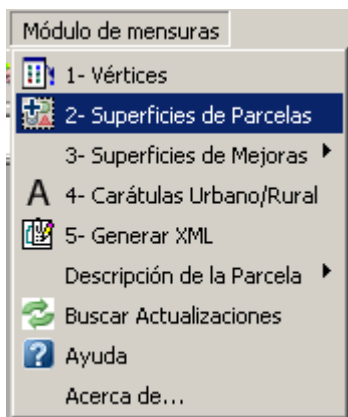 Módulo de mensuras
1- Vértices
2- Superficies de Parcelas
3- Superficies de Mejoras
A 4- Carátulas Urbano/Rural
5- Generar XML
Descripción de la Parcela
Buscar Actualizaciones
? Ayuda
Acerca de...